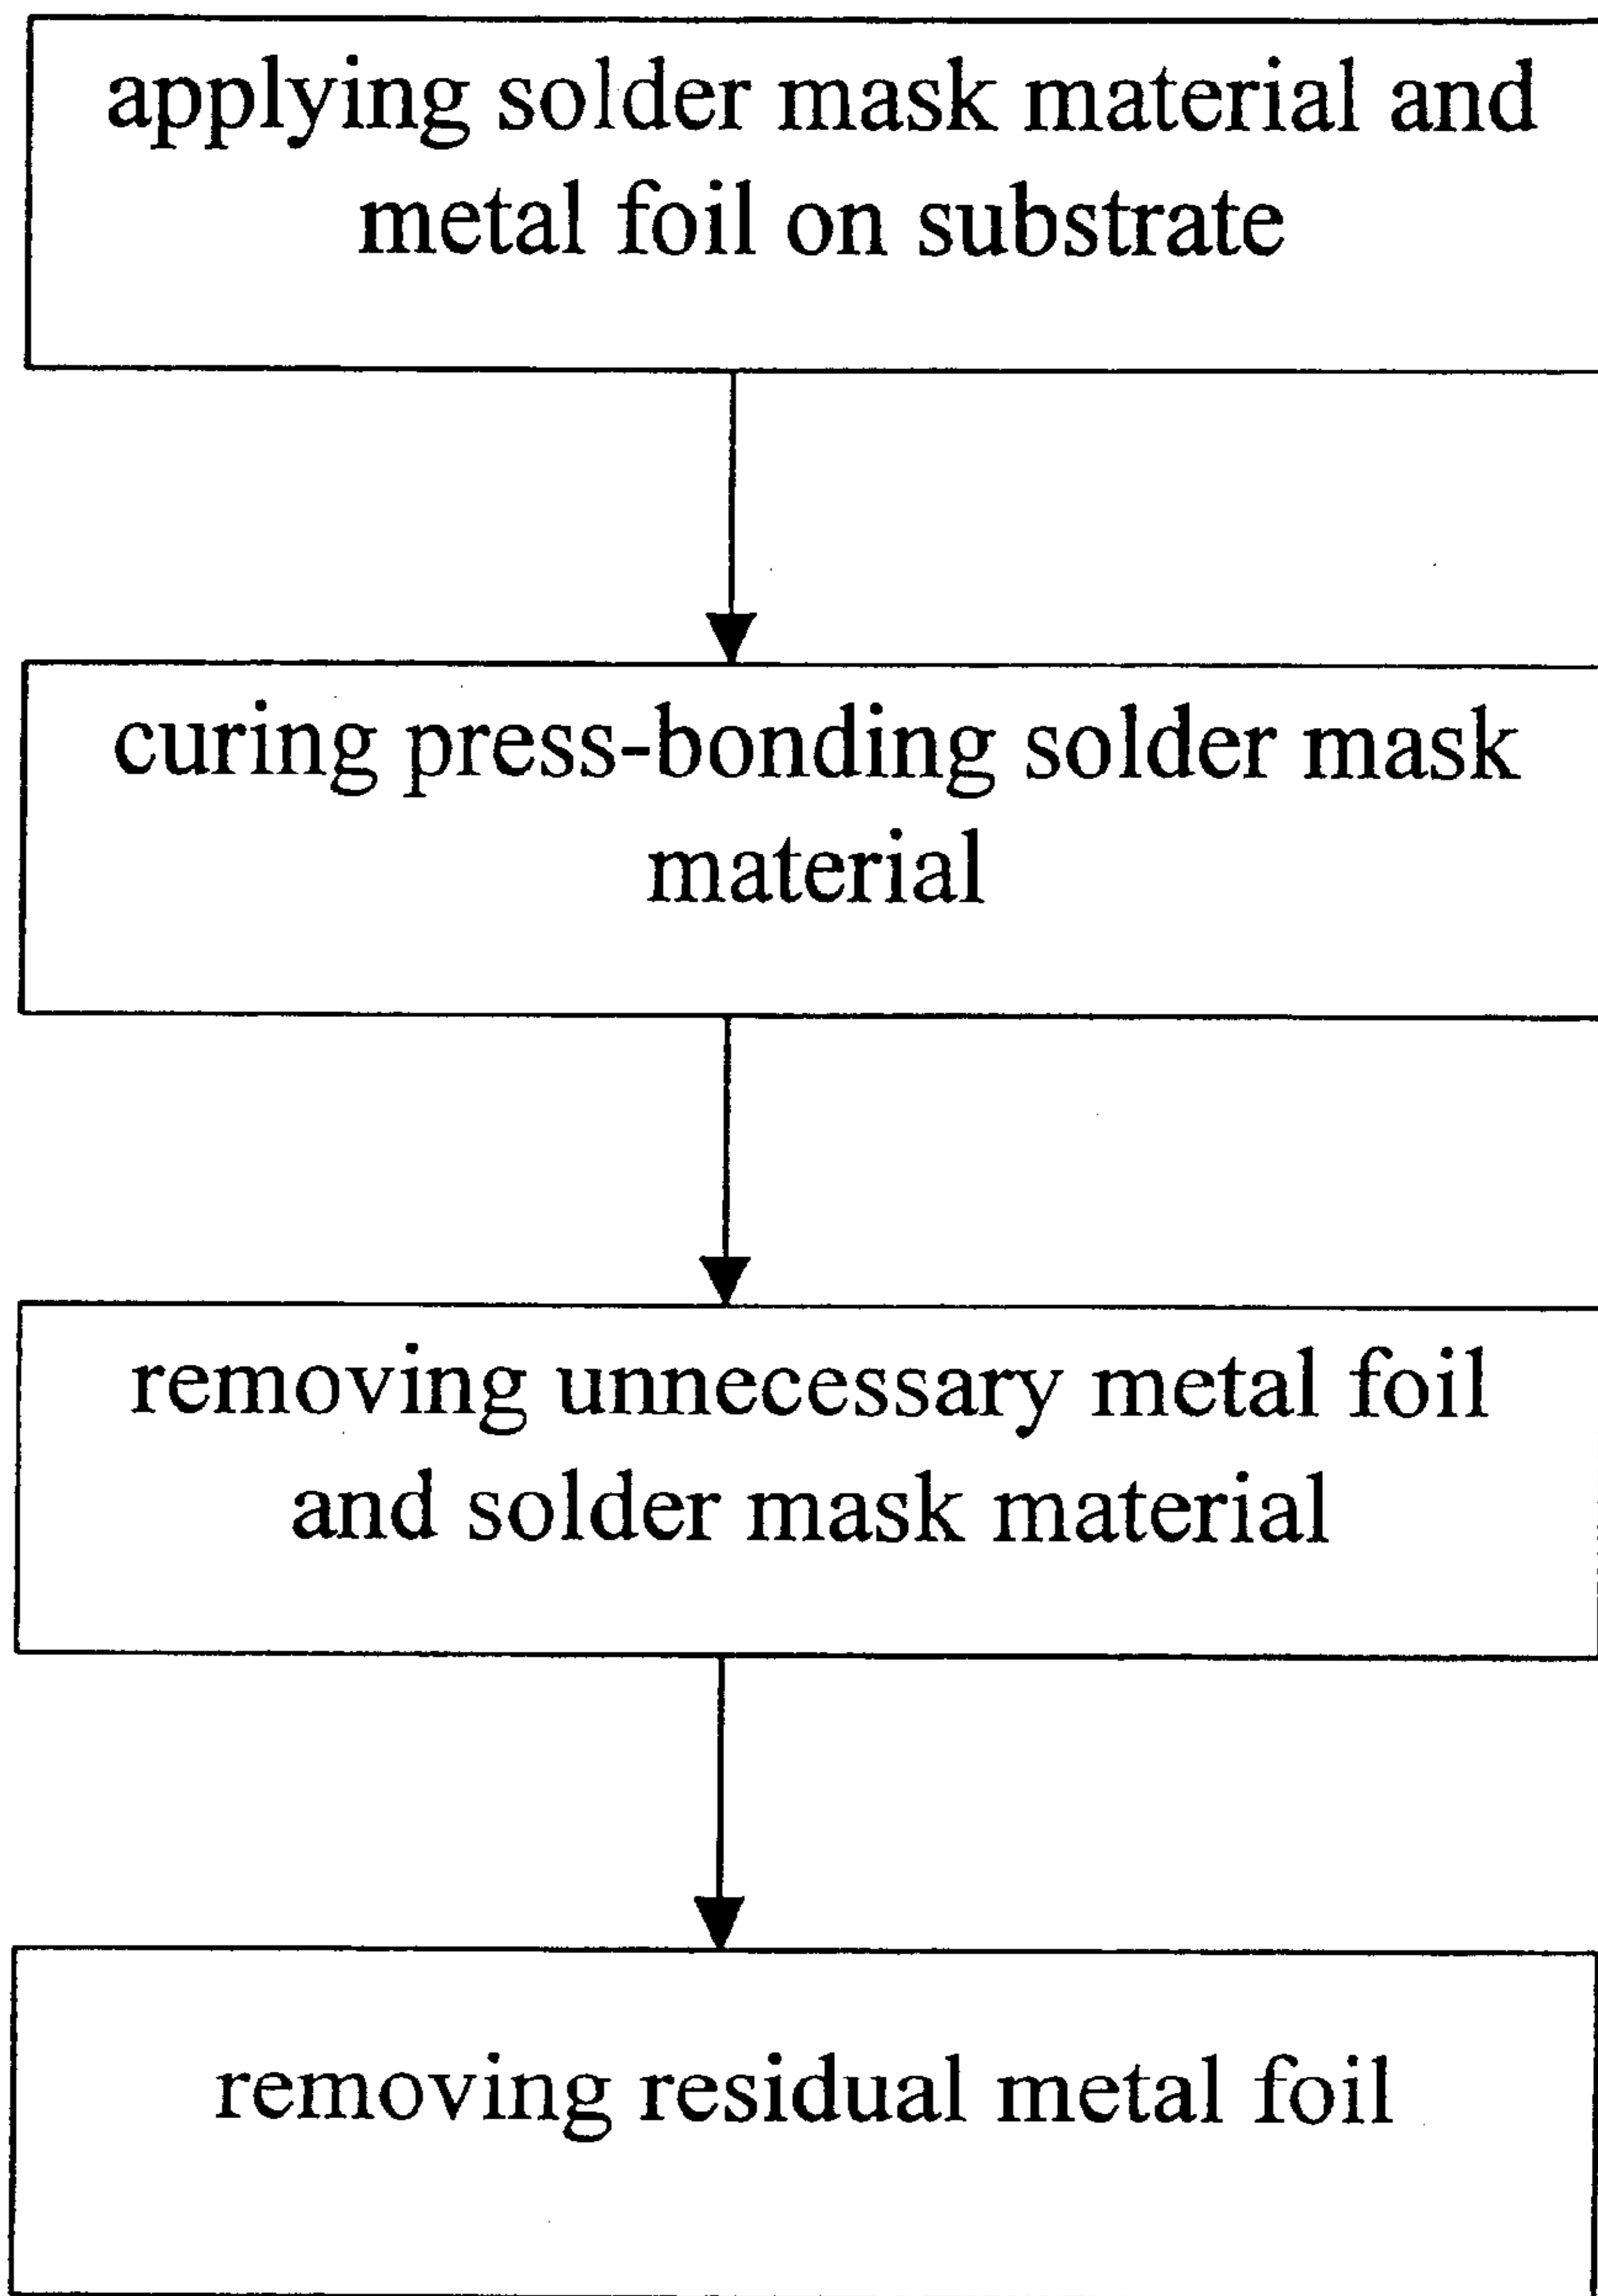 applying solder mask material and
metal foil on substrate
curing press-bonding solder mask
material
removing unnecessary metal foil
and solder mask material
removing residual metal foil